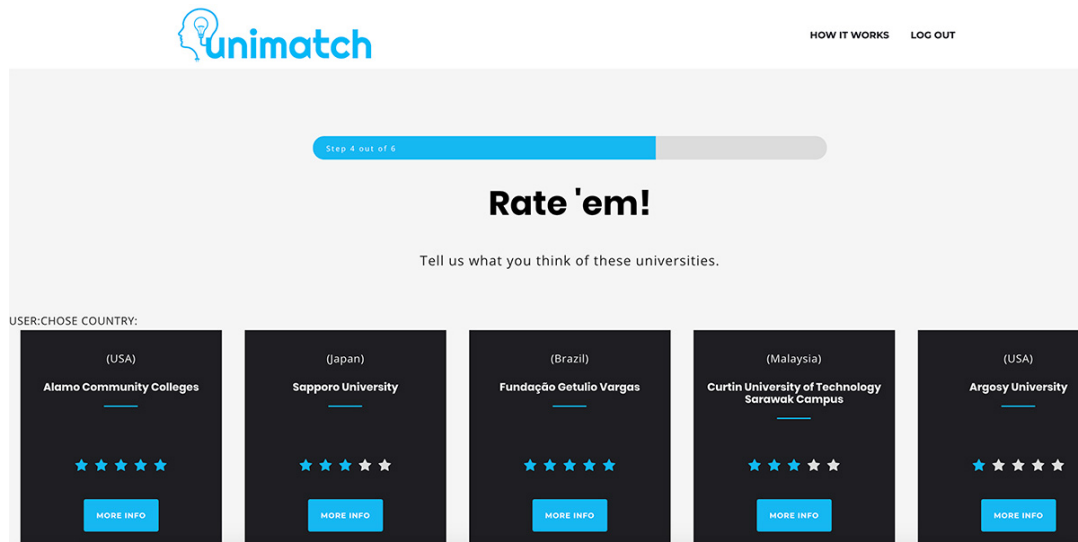 unimatch
HOW IT WORKS LOG OUT
Step 4 out of 6
Rate 'em!
Tell us what you think of these universities.
USER:CHOSE COUNTRY:
(USA)
Alamo Community Colleges
MORE INFO
(Japan)
Sapporo University
MORE INFO
(Brazil)
Fundação Getulio Vargas
MORE INFO
(Malaysia)
Curtin University of Technology
Sarawak Campus
MORE INFO
(USA)
Argosy University
MORE INFO